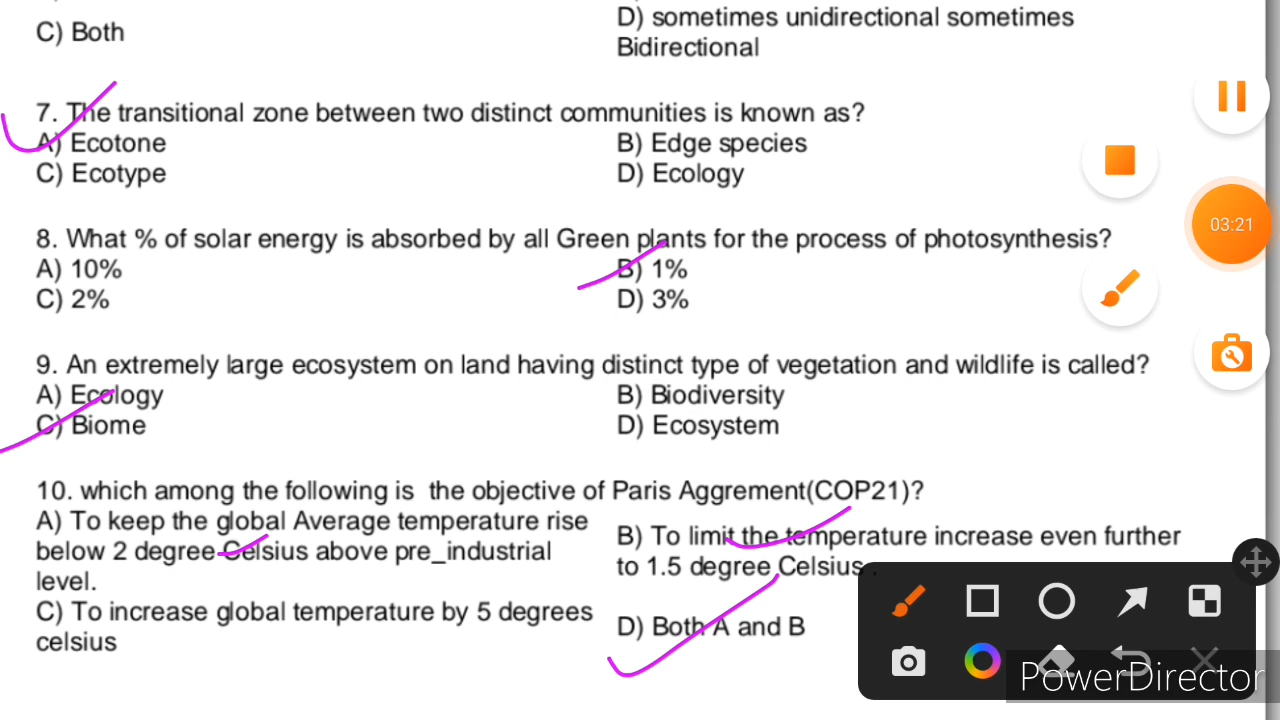 C) Both
D) sometimes unidirectional sometimes
Bidirectional
7. The transitional zone between two distinct communities is known as?
A) Ecotone
B) Edge species
C) Ecotype
D) Ecology
8. What % of solar energy is absorbed by all Green plants for the process of photosynthesis?
A) 10%
B) 1%
C) 2%
D) 3%
9. An extremely large ecosystem on land having distinct type of vegetation and wildlife is called?
A) Ecology
B) Biodiversity
C) Biome
D) Ecosystem
10. which among the following is the objective of Paris Aggrement(COP21)?
A) To keep the global Average temperature rise
below 2 degree Celsius above pre_industrial
level.
B) To limit the temperature increase even further
to 1.5 degree Celsius .
C) To increase global temperature by 5 degrees
celsius
D) Both A and B
03:21
PowerDirector